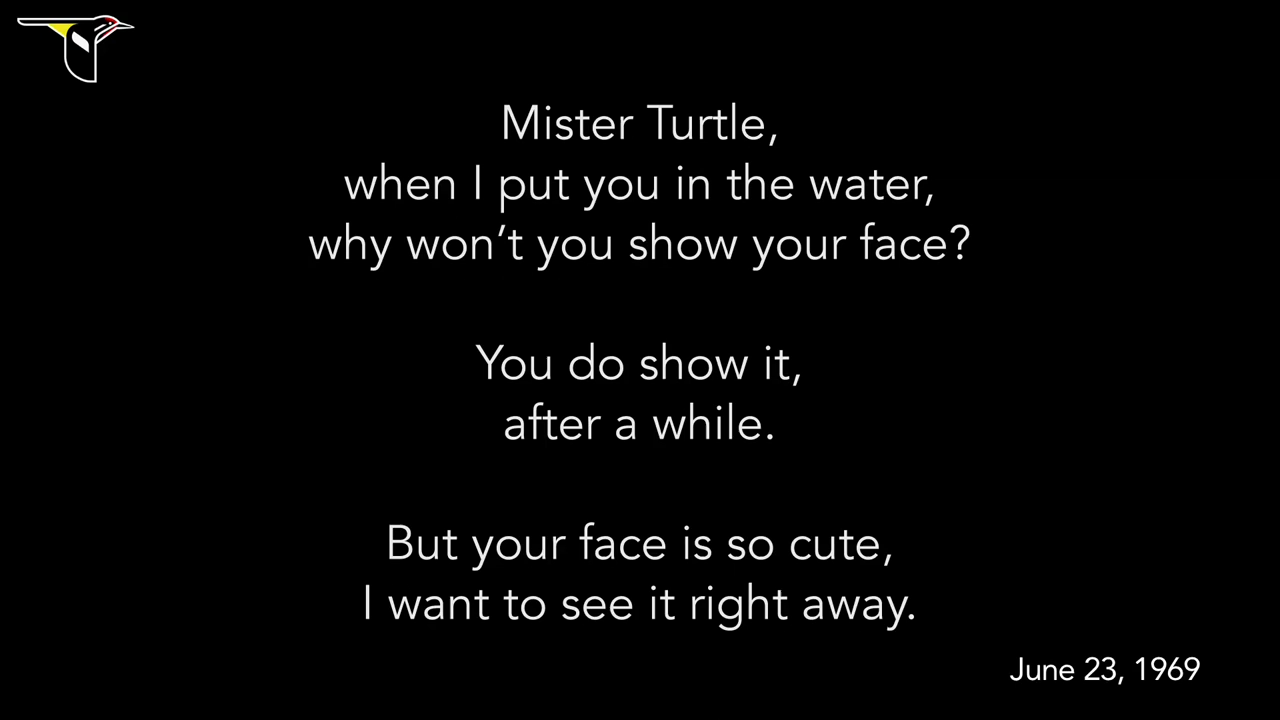 Mister Turtle,
when I put you in the water,
why won’t you show your face?
You do show it,
after a while.
But your face is so cute,
I want to see it right away.
June 23, 1969